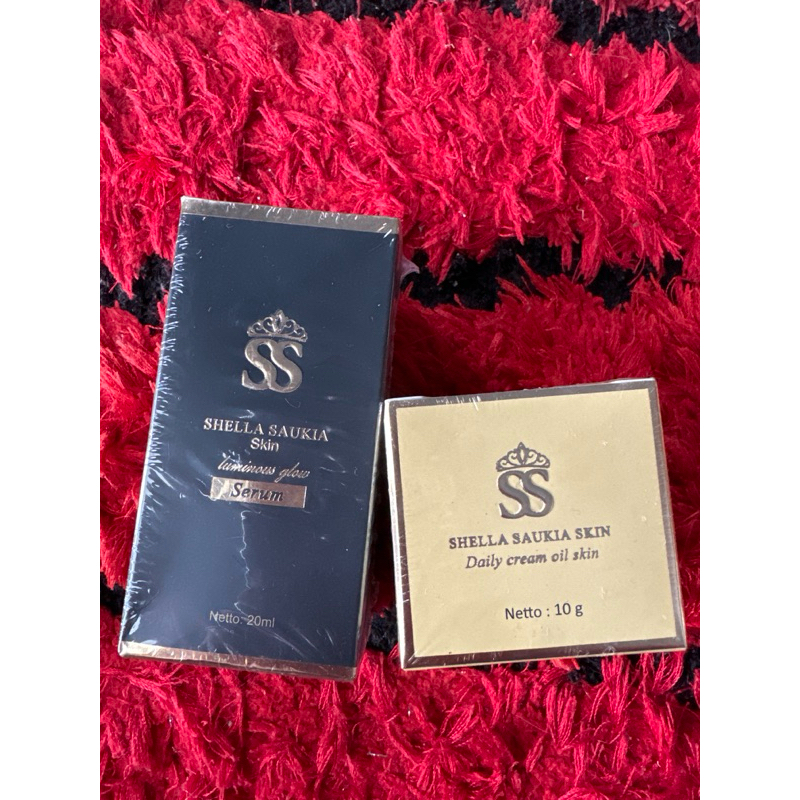 SS
SHELLA SAUKIA
Skin
luminous glow
Serum
Netto: 20ml
SS
SHELLA SAUKIA SKIN
Daily cream oil skin
Netto : 10 g